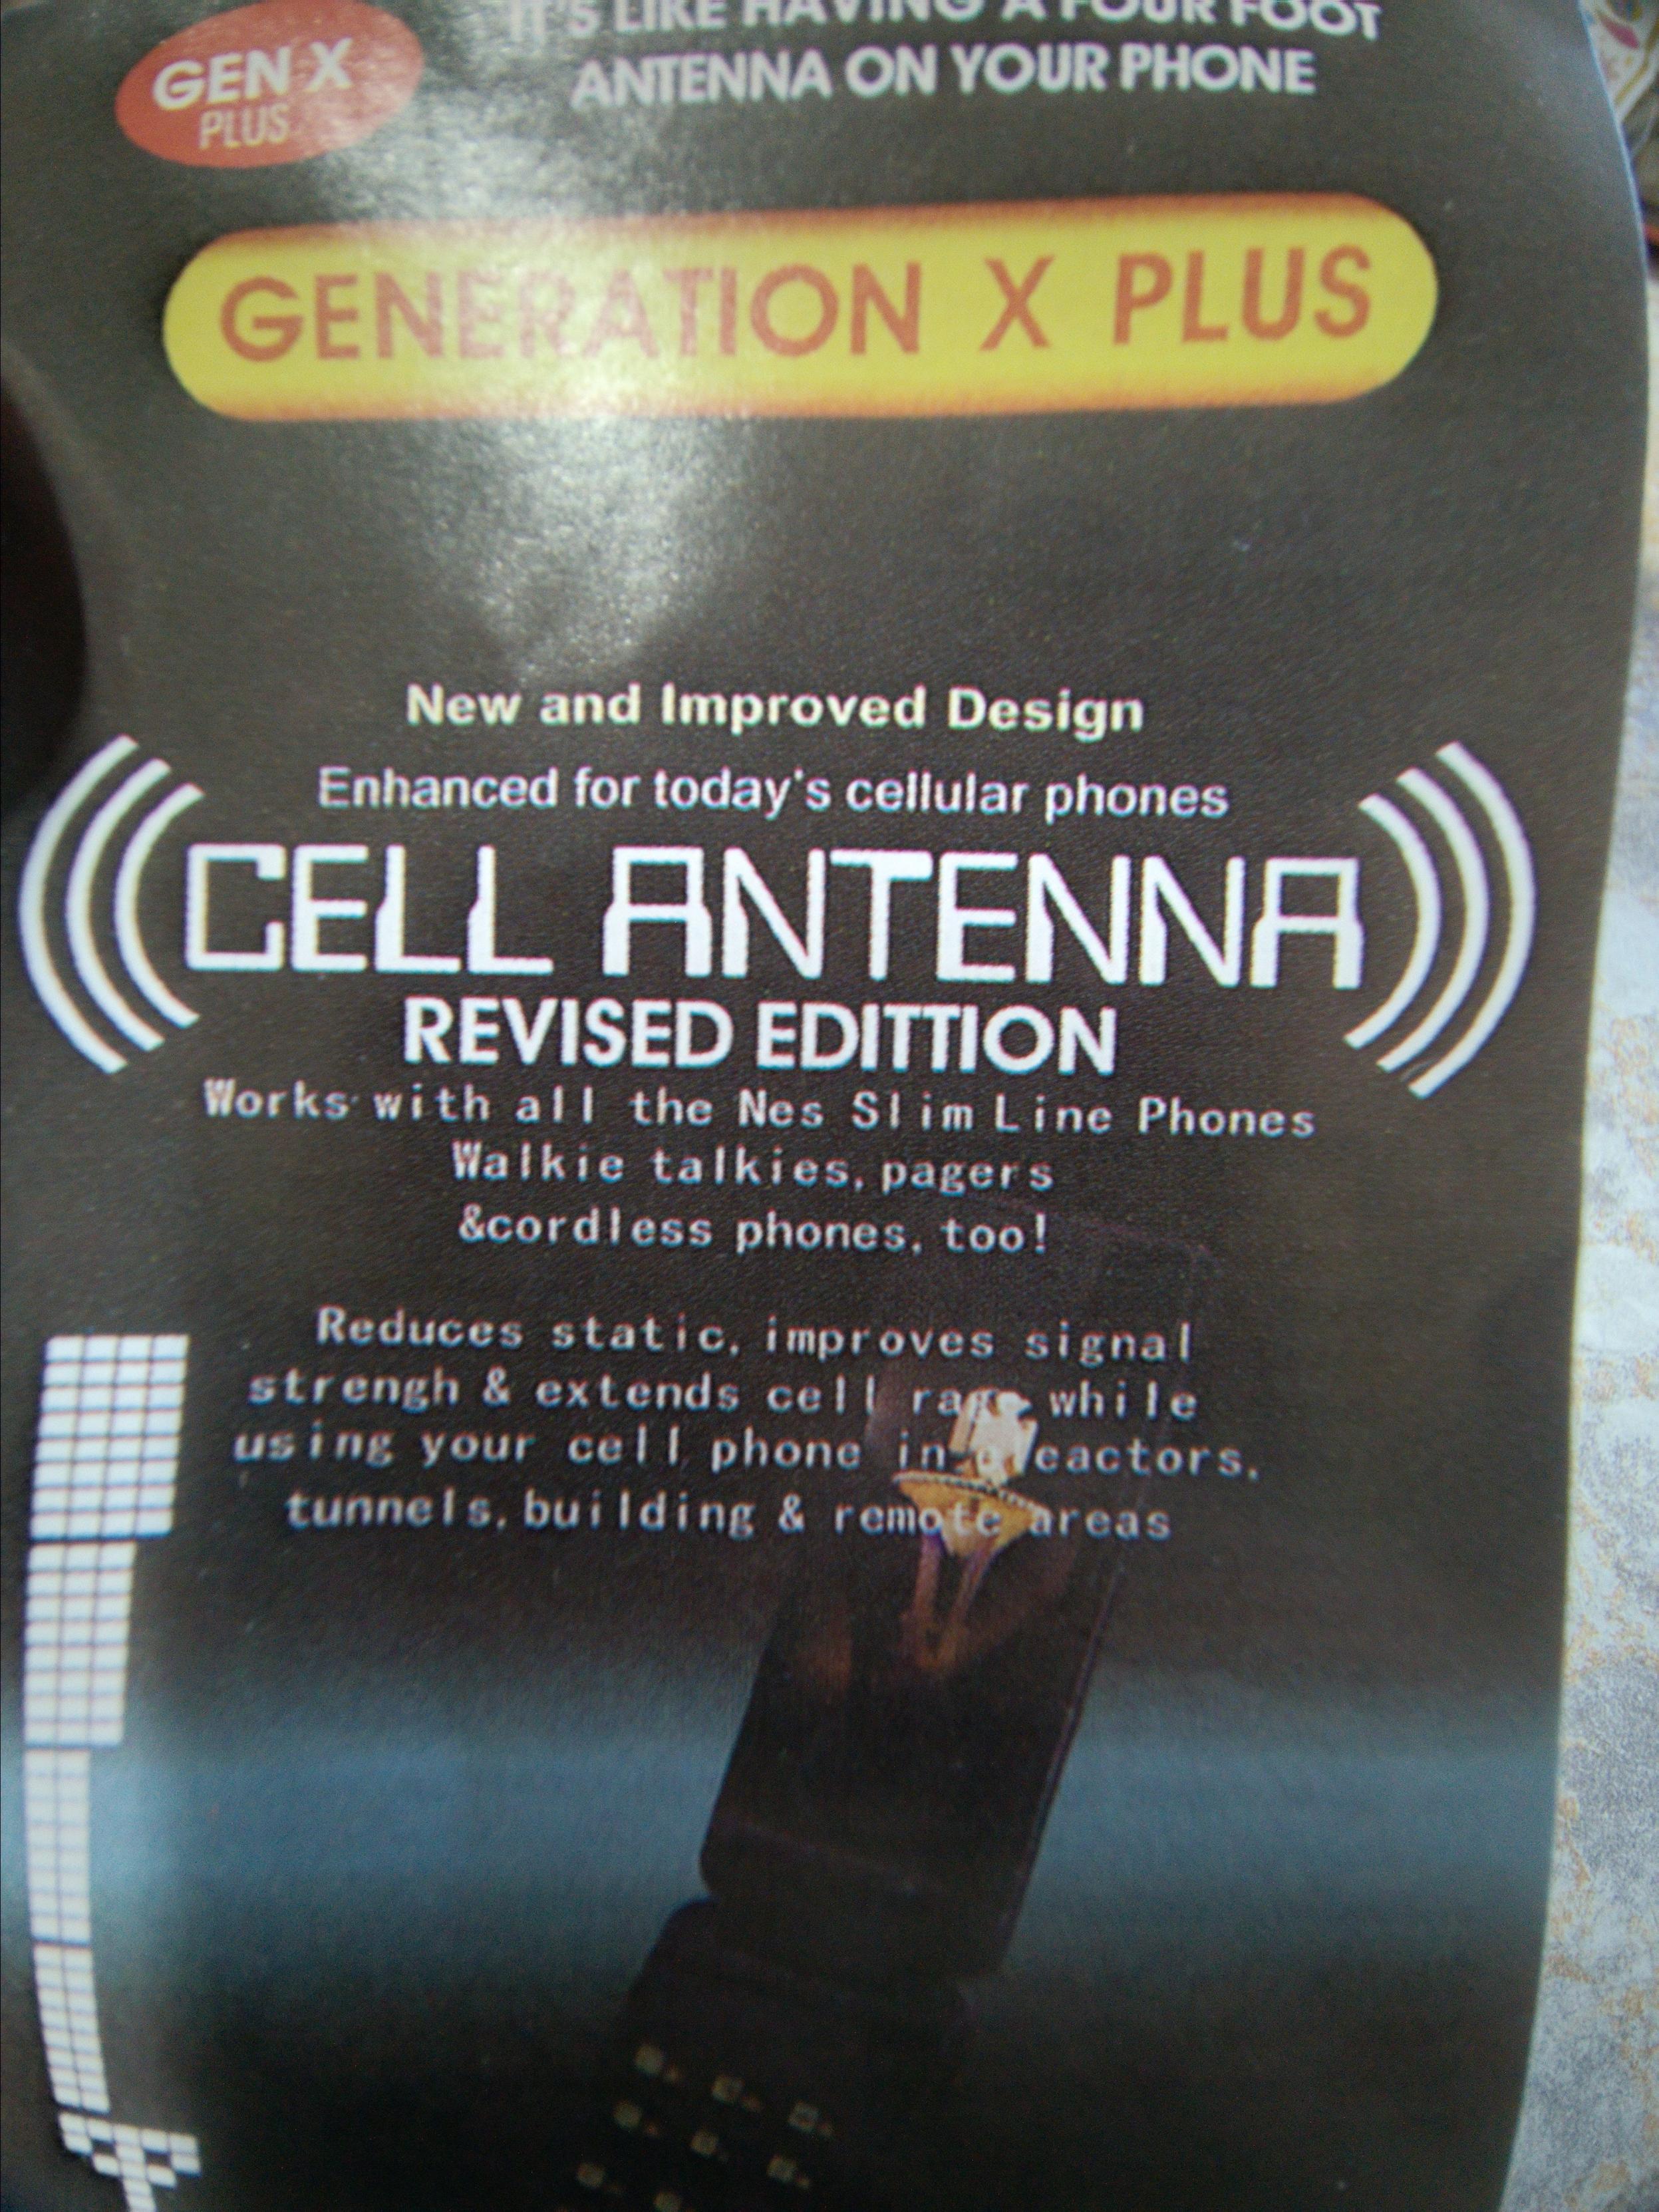 IT'S LIKE HAVING A FOUR FOOT
ANTENNA ON YOUR PHONE
GEN X
PLUS
GENERATION X PLUS
New and Improved Design
Enhanced for today's cellular phones
CELL ANTENNA
REVISED EDITTION
Works with all the Nes Slim Line Phones
Walkie talkies, pagers
&cordless phones, too!
Reduces static, improves signal
strengh & extends cell while
using your cell phone in
tunnels, building & remote areas